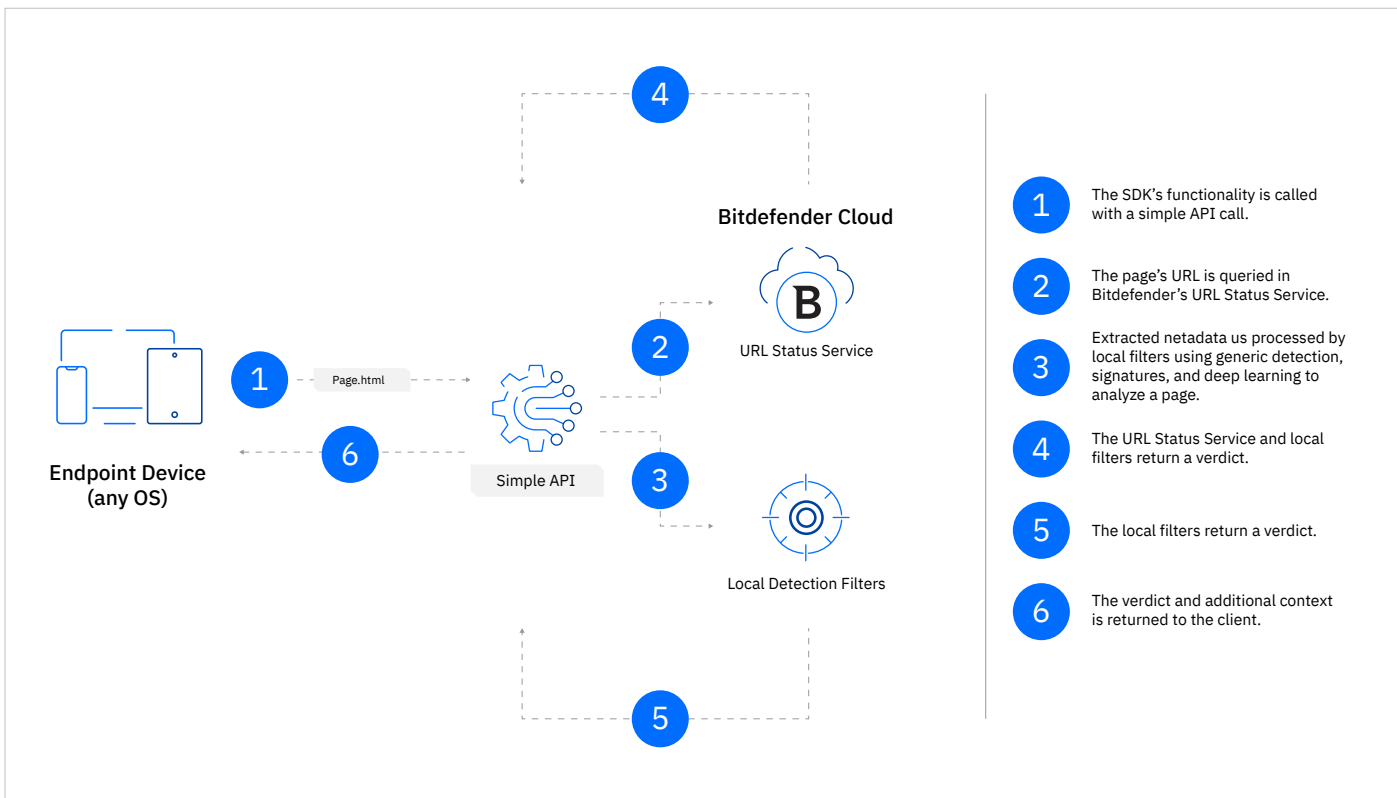 4
Bitdefender Cloud
B
URL Status Service
2
1
Page.html
6
Endpoint Device
(any OS)
Simple API
3
Local Detection Filters
5
1
The SDK’s functionality is called
with a simple API call.
2
The page’s URL is queried in
Bitdefender’s URL Status Service.
3
Extracted netadata us processed by
local filters using generic detection,
signatures, and deep learning to
analyze a page.
4
The URL Status Service and local
filters return a verdict.
5
The local filters return a verdict.
6
The verdict and additional context
is returned to the client.